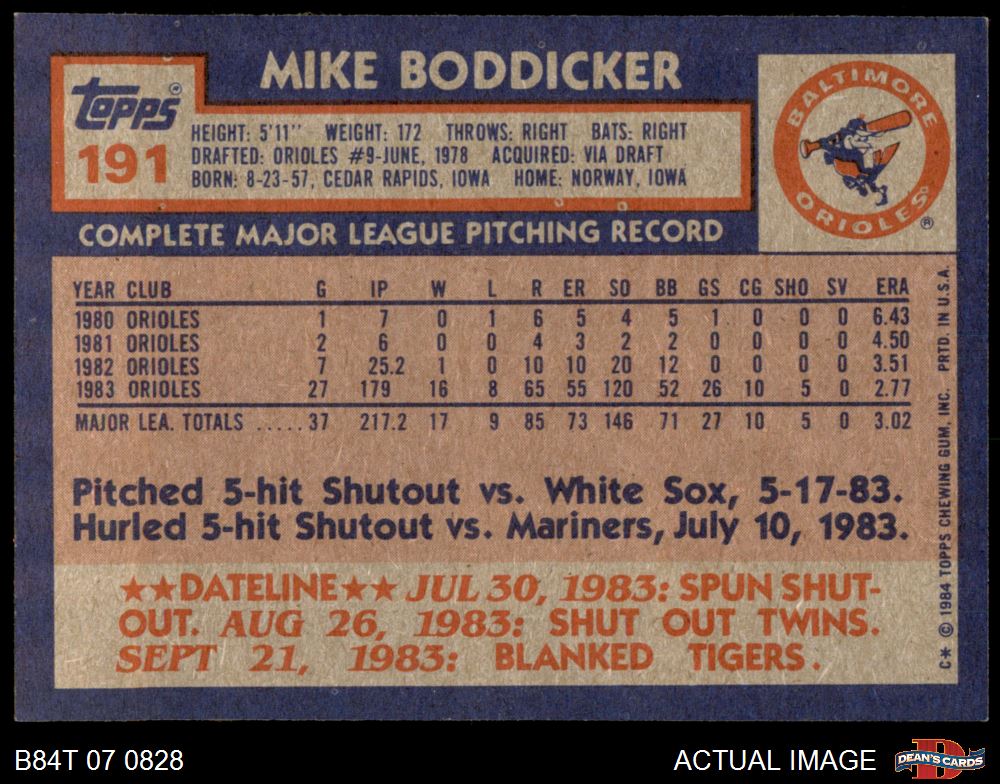 MIKE BODDICKER
Topps®
191
HEIGHT: 5'11" WEIGHT: 172 THROWS: RIGHT BATS: RIGHT
DRAFTED: ORIOLES #9-JUNE, 1978 ACQUIRED: VIA DRAFT
BORN: 8-23-57, CEDAR RAPIDS, IOWA HOME: NORWAY, IOWA
BALTIMORE
ORIOLES
®
COMPLETE MAJOR LEAGUE PITCHING RECORD
YEAR CLUB G IP W L R ER SO BB GS CG SHO SV ERA
1980 ORIOLES 1 7 0 1 6 5 4 5 1 0 0 0 6.43
1981 ORIOLES 2 6 0 0 4 3 2 2 0 0 0 0 4.50
1982 ORIOLES 7 25.2 1 0 10 10 20 12 0 0 0 0 3.51
1983 ORIOLES 27 179 16 8 65 55 120 52 26 10 5 0 2.77
MAJOR LEA. TOTALS .....37 217.2 17 9 85 73 146 71 27 10 5 0 3.02
Pitched 5-hit Shutout vs. White Sox, 5-17-83.
Hurled 5-hit Shutout vs. Mariners, July 10, 1983.
★★DATELINE★★ JUL 30, 1983: SPUN SHUT-
OUT. AUG 26, 1983: SHUT OUT TWINS.
SEPT 21, 1983: BLANKED TIGERS.
C* © 1984 TOPPS CHEWING GUM, INC. PRTD. IN U.S.A.
B84T 07 0828
ACTUAL IMAGE
D
DEAN'S CARDS